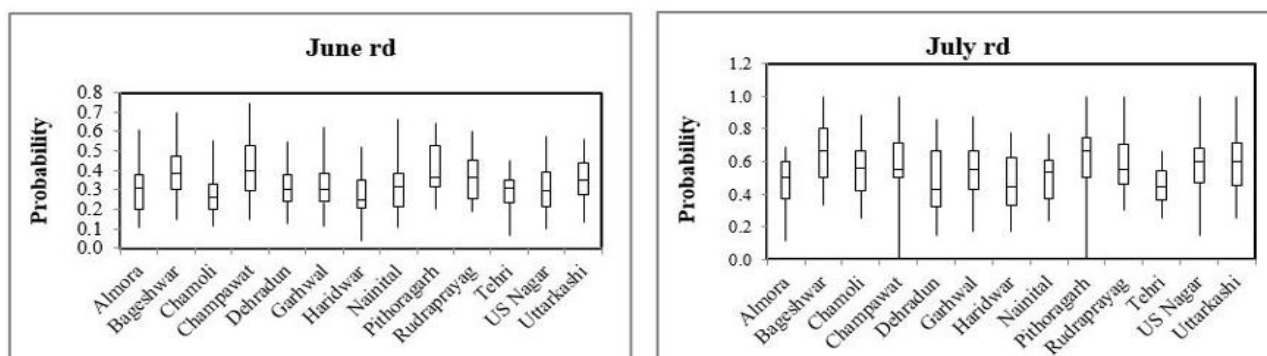 June rd
Probability
0.8
0.7
0.6
0.5
0.4
0.3
0.2
0.1
0.0
Almora
Bageshwar
Chamoli
Champawat
Dehradun
Garhwal
Haridwar
Nainital
Pithoragarh
Rudraprayag
Tehri
US Nagar
Uttarkashi
July rd
Probability
1.2
1.0
0.8
0.6
0.4
0.2
0.0
Almora
Bageshwar
Chamoli
Champawat
Dehradun
Garhwal
Haridwar
Nainital
Pithoragarh
Rudraprayag
Tehri
US Nagar
Uttarkashi